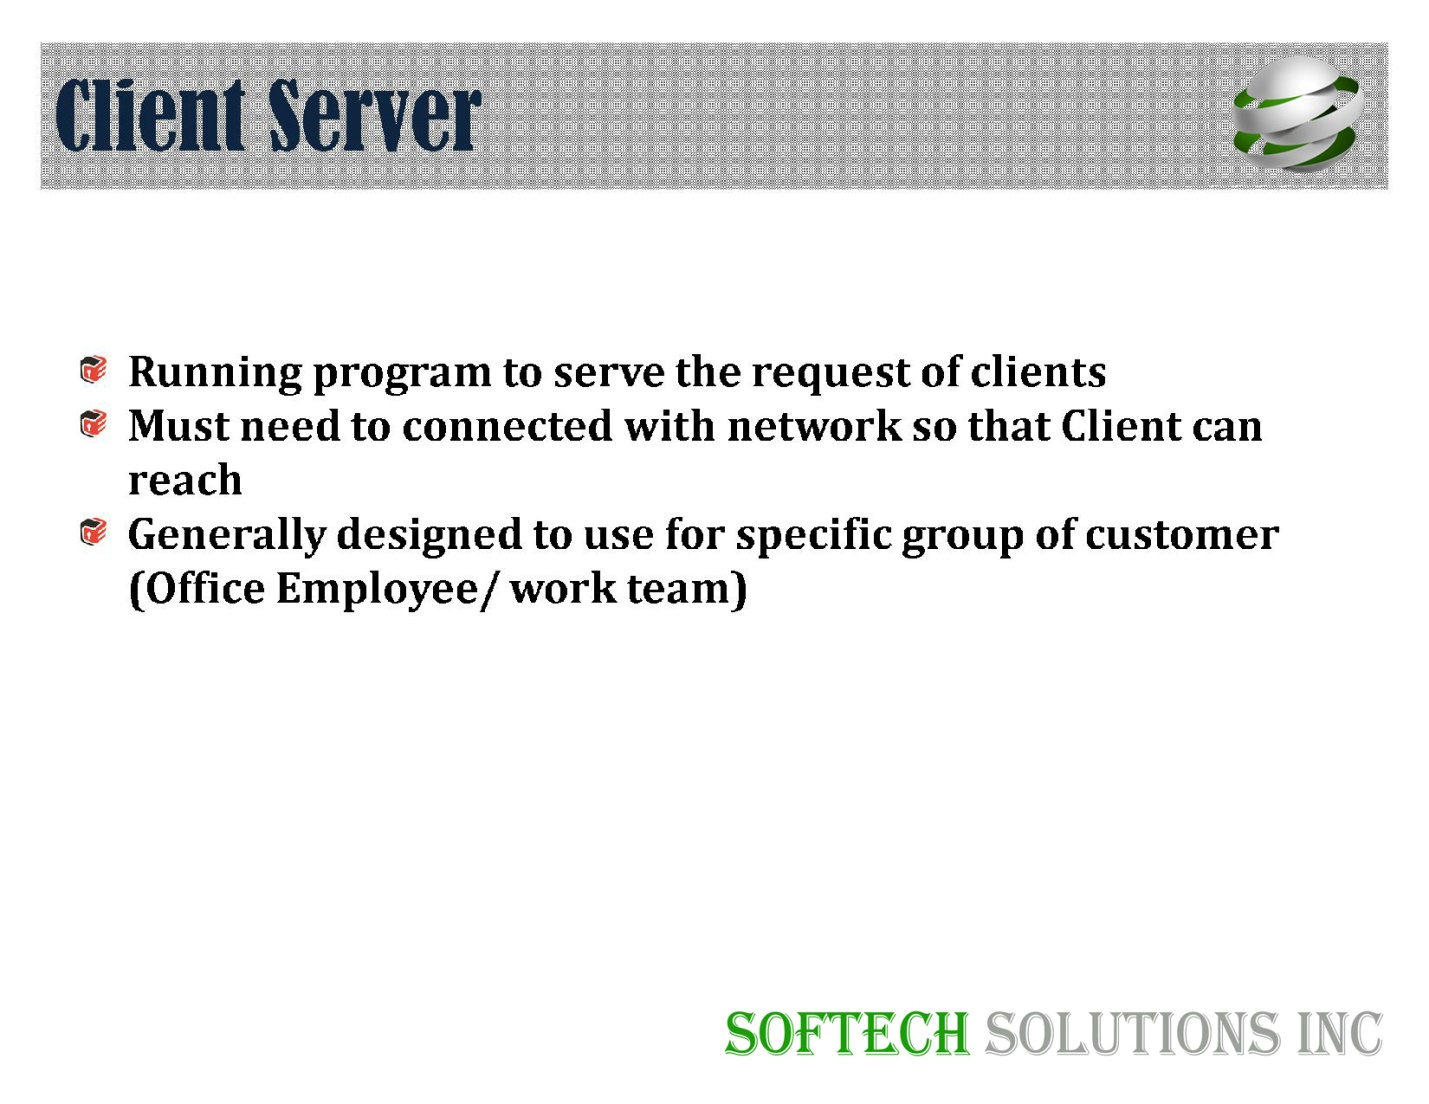 Client Server
Running program to serve the request of clients
Must need to connected with network so that Client can
reach
Generally designed to use for specific group of customer
(Office Employee/ work team)
SOFTECH SOLUTIONS INC